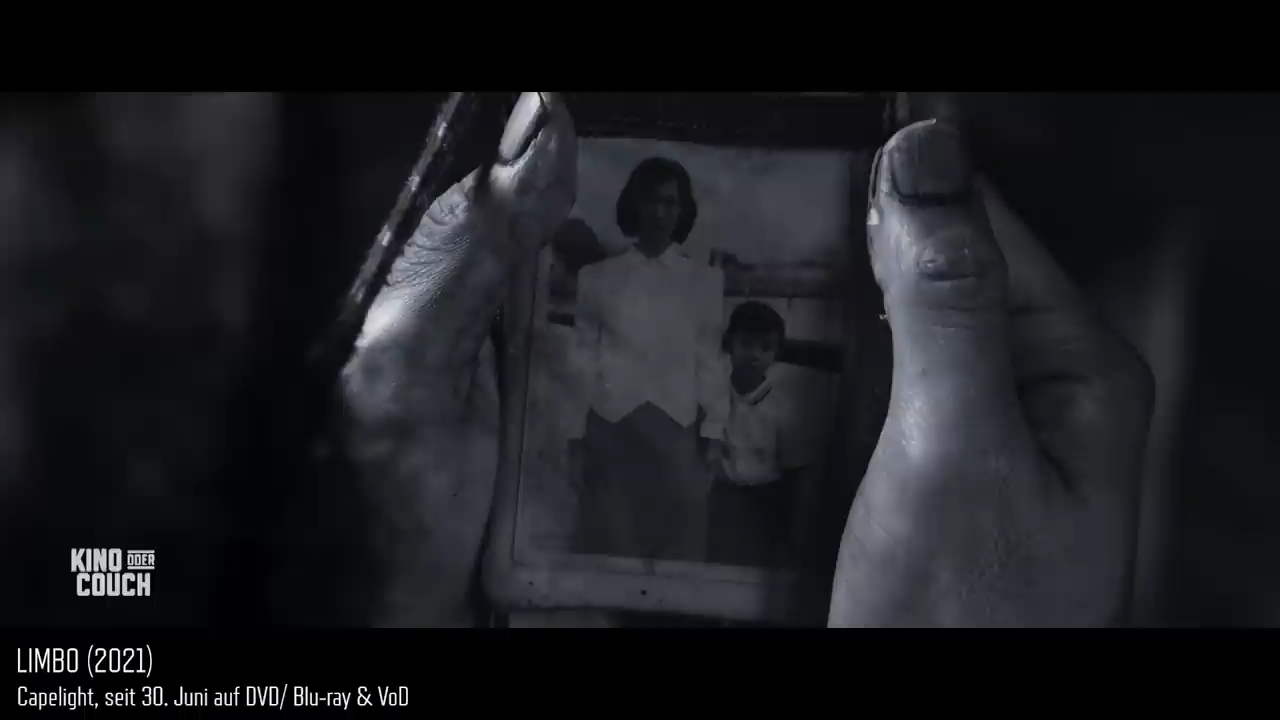 KINO ODER
COUCH
LIMBO (2021)
Capelight, seit 30. Juni auf DVD/ Blu-ray & VoD